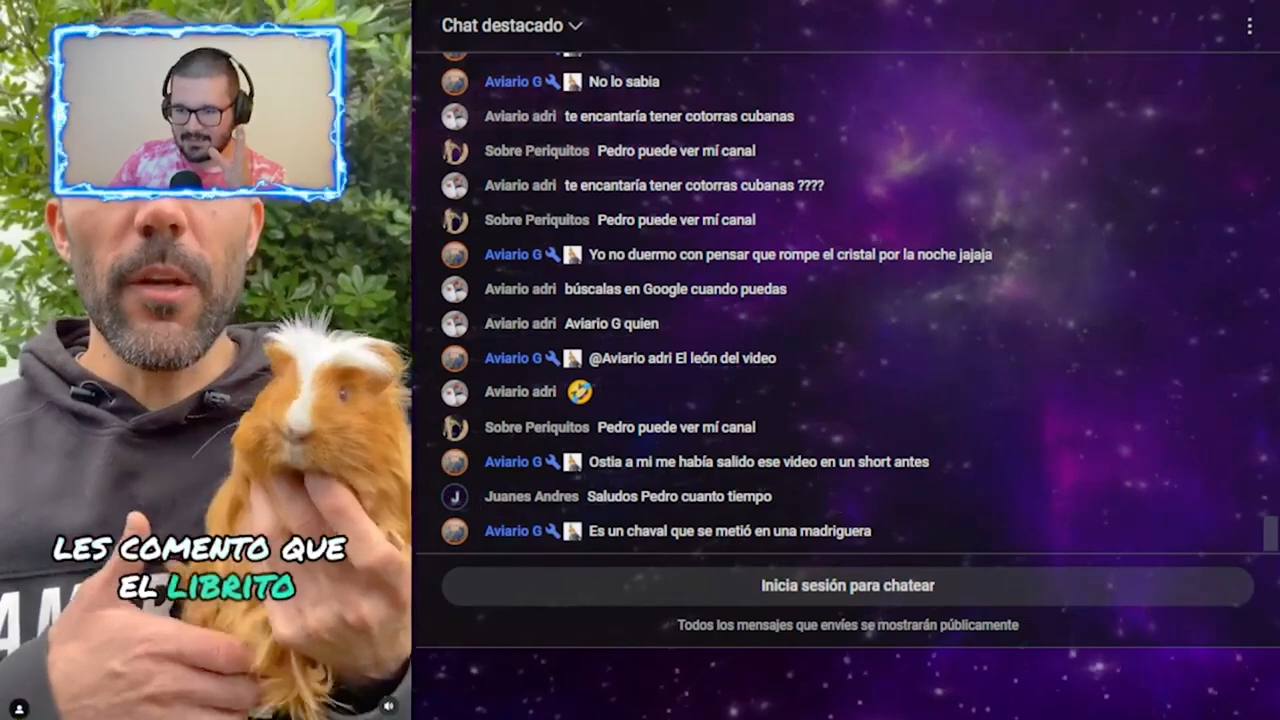 Chat destacado
Aviario G No lo sabia
Aviario adri te encantaría tener cotorras cubanas
Sobre Periquitos Pedro puede ver mí canal
Aviario adri te encantaría tener cotorras cubanas ????
Sobre Periquitos Pedro puede ver mí canal
Aviario G Yo no duermo con pensar que rompe el cristal por la noche jajaja
Aviario adri búscalas en Google cuando puedas
Aviario adri Aviario G quien
Aviario G @Aviario adri El león del video
Aviario adri 🤣
Sobre Periquitos Pedro puede ver mí canal
Aviario G Ostia a mi me había salido ese video en un short antes
J Juanes Andres Saludos Pedro cuanto tiempo
Aviario G Es un chaval que se metió en una madriguera
Inicia sesión para chatear
Todos los mensajes que envíes se mostrarán públicamente
LES COMENTO QUE
EL LIBRITO